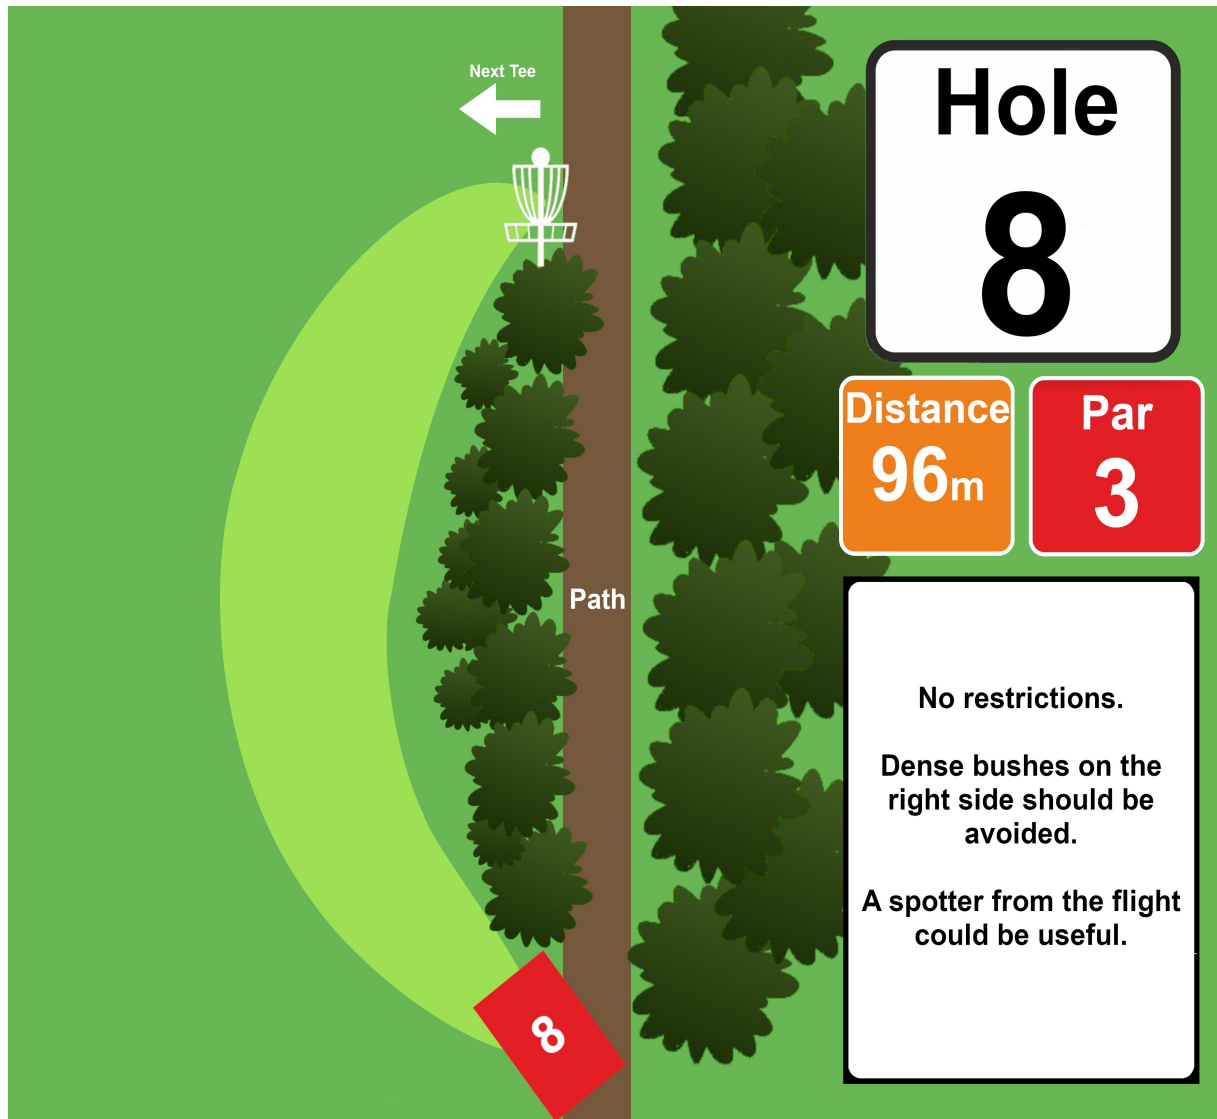 Next Tee
Hole
8
Distance
96m
Par
3
Path
No restrictions.
Dense bushes on the
right side should be
avoided.
A spotter from the flight
could be useful.
8